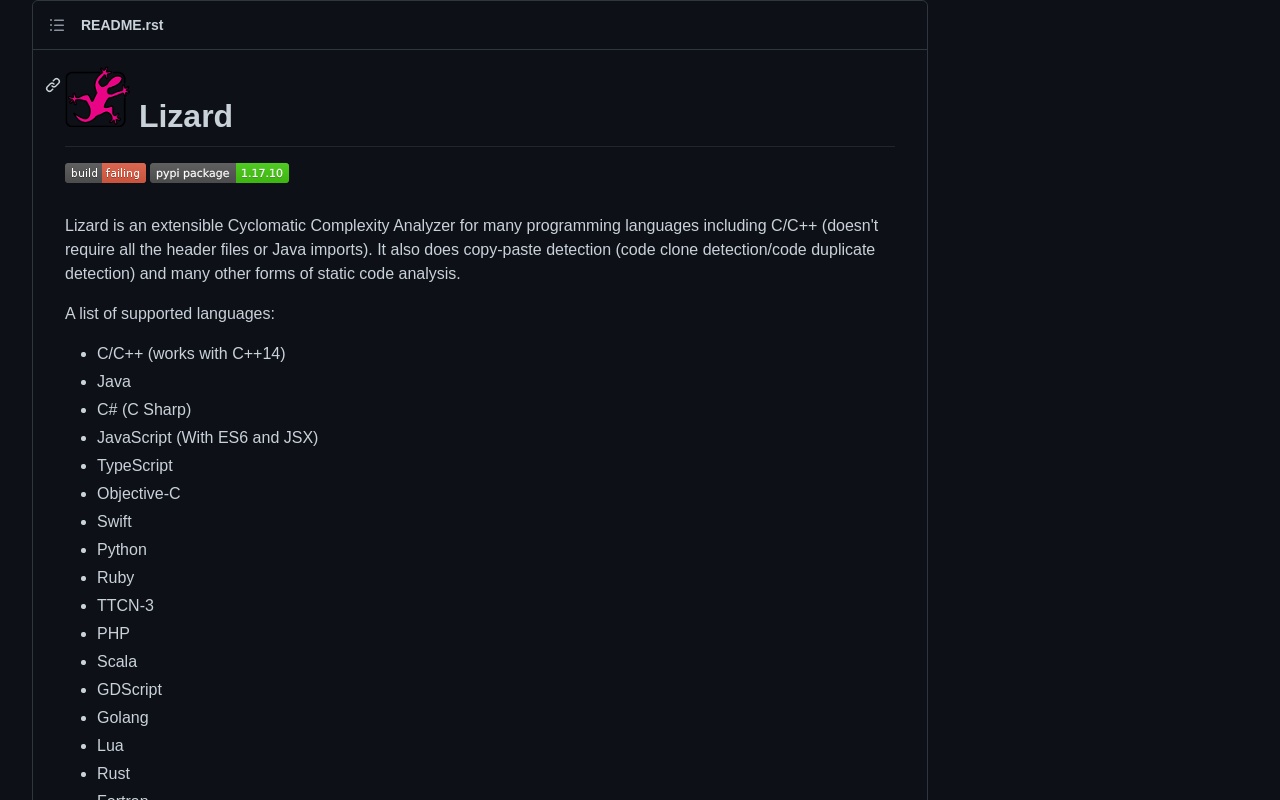 README.rst
Lizard
build failing pypi package 1.17.10
Lizard is an extensible Cyclomatic Complexity Analyzer for many programming languages including C/C++ (doesn't
require all the header files or Java imports). It also does copy-paste detection (code clone detection/code duplicate
detection) and many other forms of static code analysis.
A list of supported languages:
C/C++ (works with C++14)
Java
C# (C Sharp)
JavaScript (With ES6 and JSX)
TypeScript
Objective-C
Swift
Python
Ruby
TTCN-3
PHP
Scala
GDScript
Golang
Lua
Rust
Fortran